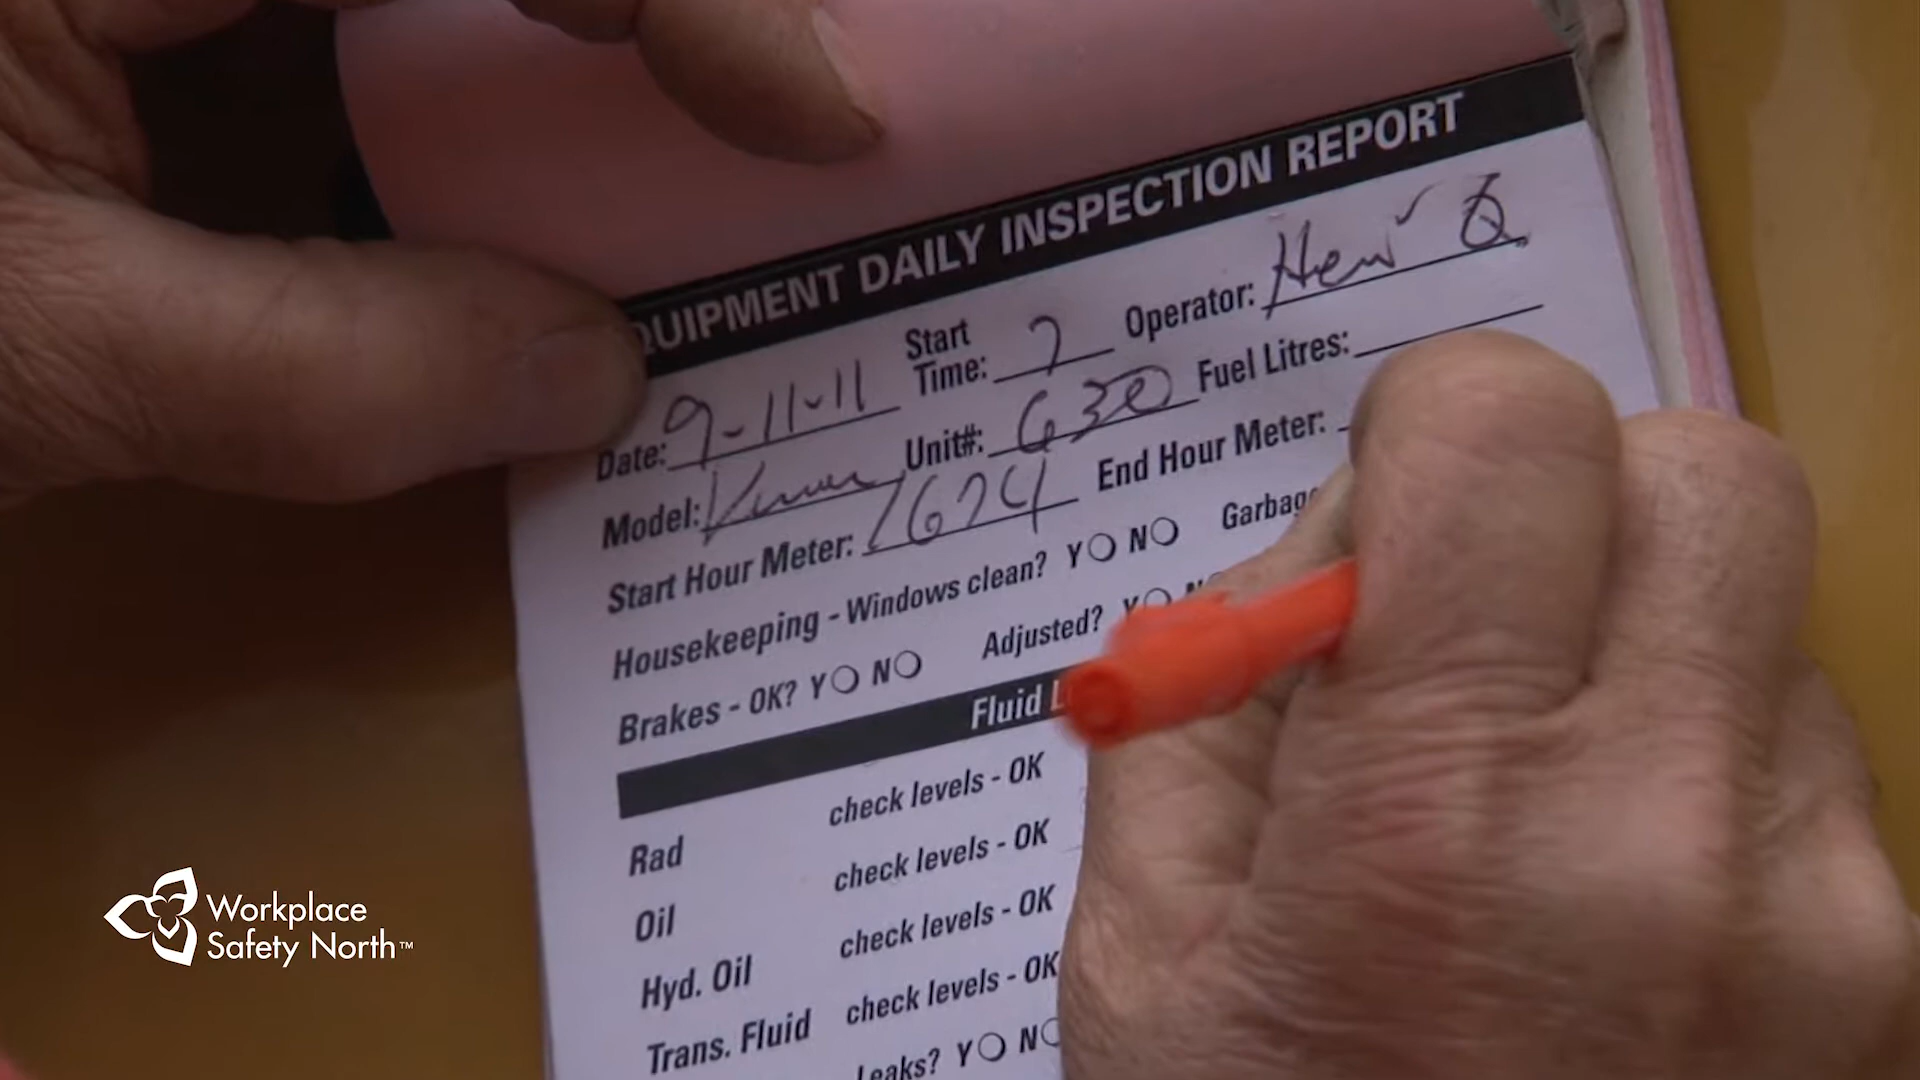 EQUIPMENT DAILY INSPECTION REPORT
Date: 9-11-11 Start Time: 7 Operator:
Model: Unit#: 630 Fuel Litres:
Start Hour Meter: 7674 End Hour Meter:
Housekeeping - Windows clean? Y N Garbage
Brakes - OK? Y N Adjusted? Y N
Fluid
Rad check levels - OK
Oil check levels - OK
Hyd. Oil check levels - OK
Trans. Fluid check levels - OK
Leaks? Y N
Workplace
Safety North™